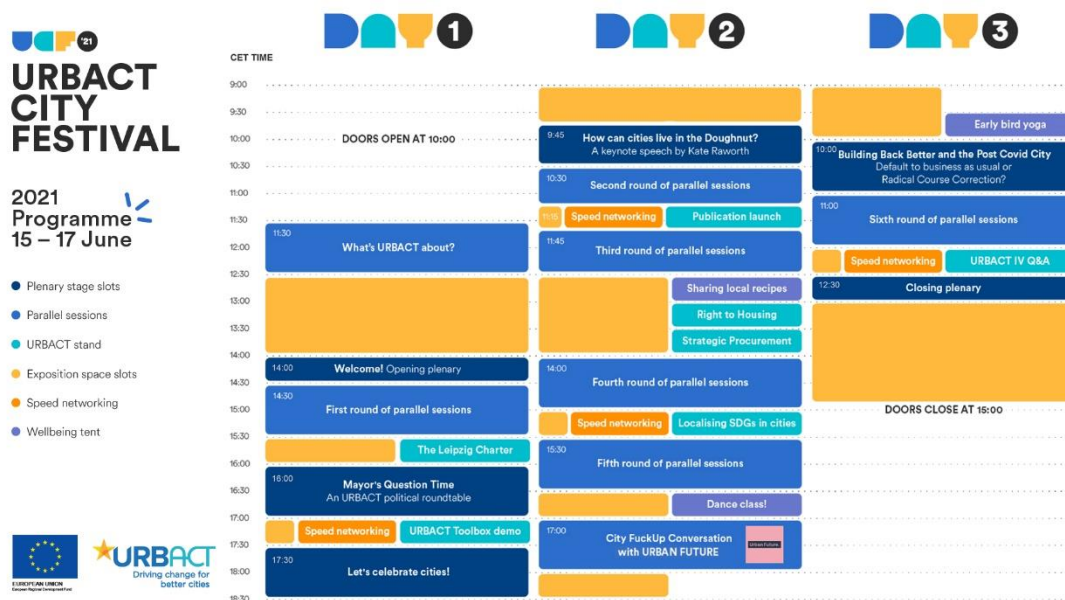 UCF '21
URBACT
CITY
FESTIVAL
2021
Programme
15 – 17 June
Plenary stage slots
Parallel sessions
URBACT stand
Exposition space slots
Speed networking
Wellbeing tent
EUROPEAN UNION
European Regional Development Fund
URBACT
Driving change for
better cities
CET TIME
9:00
9:30
10:00
10:30
11:00
11:30
12:00
12:30
13:00
13:30
14:00
14:30
15:00
15:30
16:00
16:30
17:00
17:30
18:00
18:30
DAY 1
DOORS OPEN AT 10:00
11:30
What's URBACT about?
14:00
Welcome! Opening plenary
14:30
First round of parallel sessions
The Leipzig Charter
16:00
Mayor's Question Time
An URBACT political roundtable
Speed networking
URBACT Toolbox demo
17:30
Let's celebrate cities!
DAY 2
9:45
How can cities live in the Doughnut?
A keynote speech by Kate Raworth
10:30
Second round of parallel sessions
11:15
Speed networking
Publication launch
11:45
Third round of parallel sessions
Sharing local recipes
Right to Housing
Strategic Procurement
14:00
Fourth round of parallel sessions
Speed networking
Localising SDGs in cities
15:30
Fifth round of parallel sessions
Dance class!
17:00
City FuckUp Conversation
with URBAN FUTURE
Urban Future
DAY 3
Early bird yoga
10:00
Building Back Better and the Post Covid City
Default to business as usual or
Radical Course Correction?
11:00
Sixth round of parallel sessions
Speed networking
URBACT IV Q&A
12:30
Closing plenary
DOORS CLOSE AT 15:00